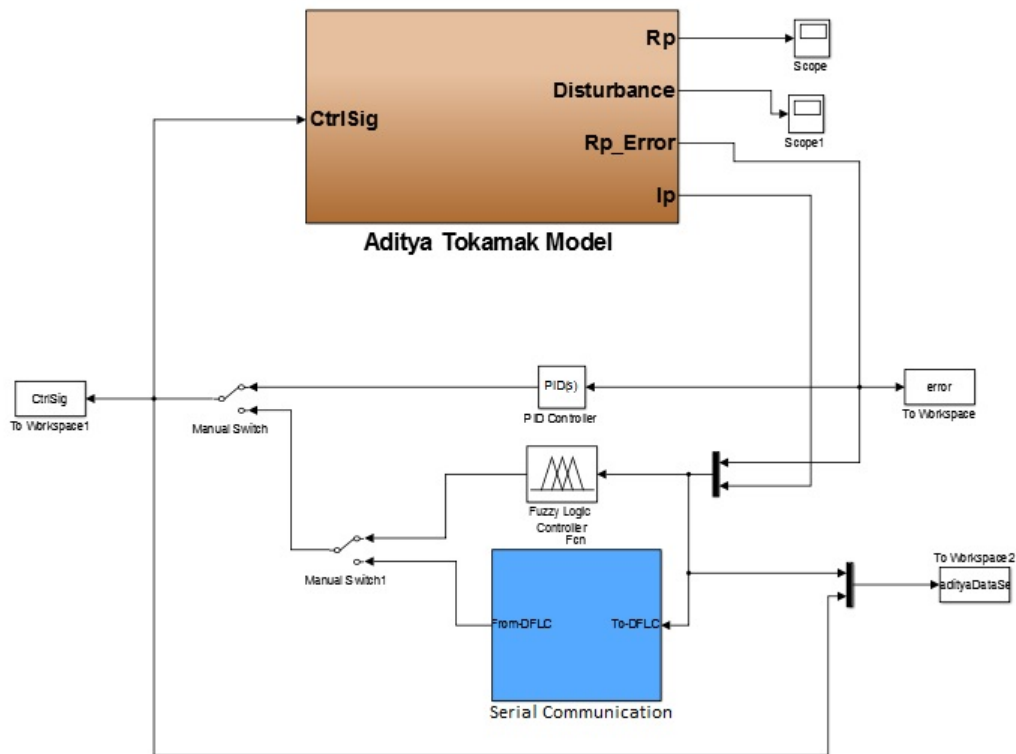 Rp
Scope
Disturbance
CtrlSig
Scope1
Rp_Error
Ip
Aditya Tokamak Model
CtrlSig
To Workspace1
Manual Switch
PID(s)
PID Controller
error
To Workspace
Fuzzy Logic
Controller
Fcn
Manual Switch1
To Workspace2
adityaDataSe
From-DFLC
To-DFLC
Serial Communication